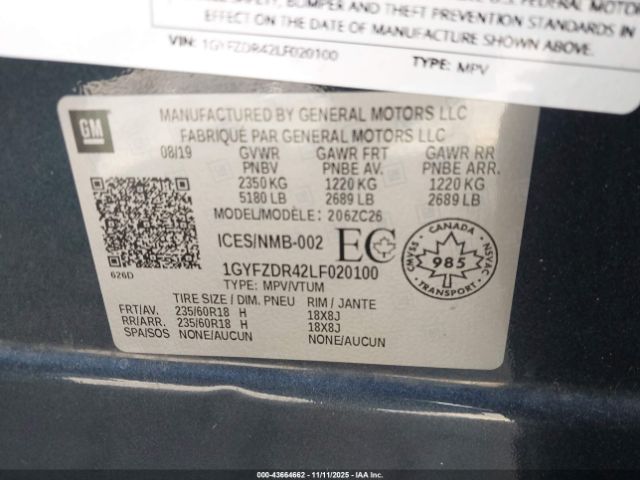 SAFETY, BUMPER AND THEFT PREVENTION STANDARDS IN
EFFECT ON THE DATE OF MANUFACTURE SHOWN ABOVE.
VIN: 1GYFZDR42LF020100 TYPE: MPV
GM
MANUFACTURED BY GENERAL MOTORS LLC
FABRIQUÉ PAR GENERAL MOTORS LLC
08/19 GVWR GAWR FRT GAWR RR
PNBV PNBE AV. PNBE ARR.
2350 KG 1220 KG 1220 KG
5180 LB 2689 LB 2689 LB
MODEL/MODÈLE: 206ZC26
ICES/NMB-002 EC
CANADA
CMVSS 985 NSVAC
626D
1GYFZDR42LF020100
TYPE: MPV/VTUM
TIRE SIZE / DIM. PNEU RIM / JANTE
FRT/AV. 235/60R18 H 18X8J
RR/ARR. 235/60R18 H 18X8J
SPA/SOS NONE/AUCUN NONE/AUCUN
000-43664662 - 11/11/2025 - IAA Inc.